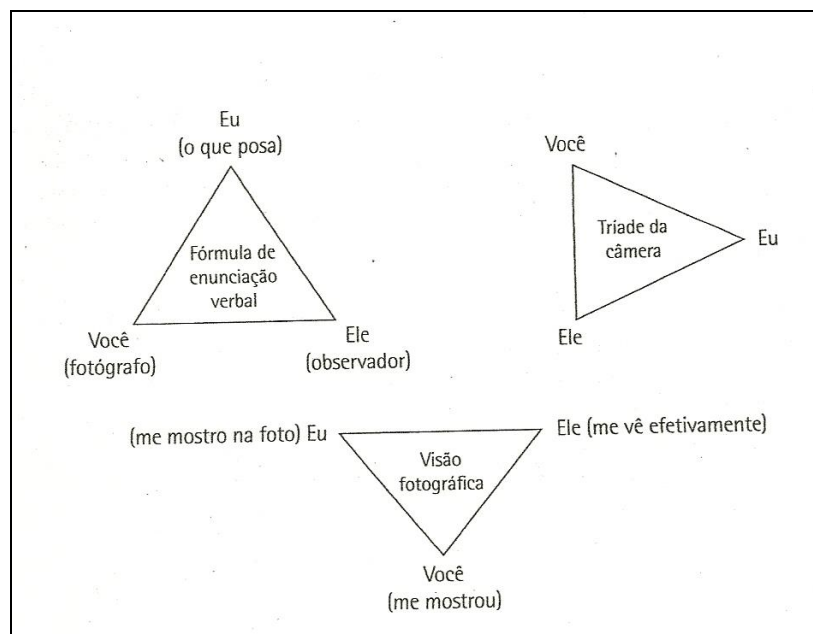 Eu
(o que posa)
Fórmula de
enunciação
verbal
Você
(fotógrafo)
Ele
(observador)
Você
Tríade da
câmera
Eu
Ele
(me mostro na foto) Eu
Ele (me vê efetivamente)
Visão
fotográfica
Você
(me mostrou)